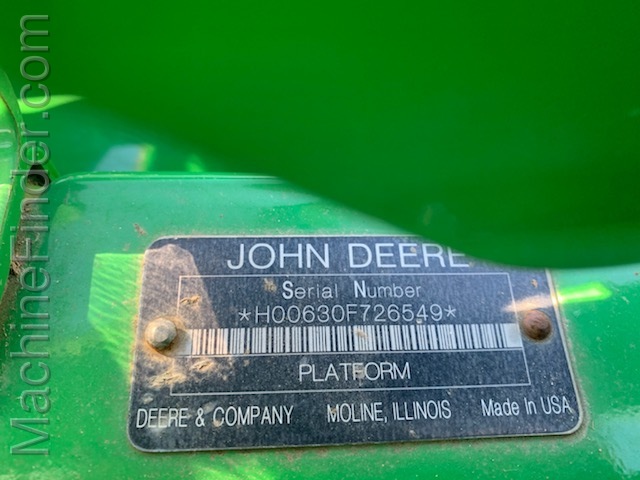 MachineFinder.com
JOHN DEERE
Serial Number
*H00630F726549*
PLATFORM
DEERE & COMPANY MOLINE, ILLINOIS Made In USA